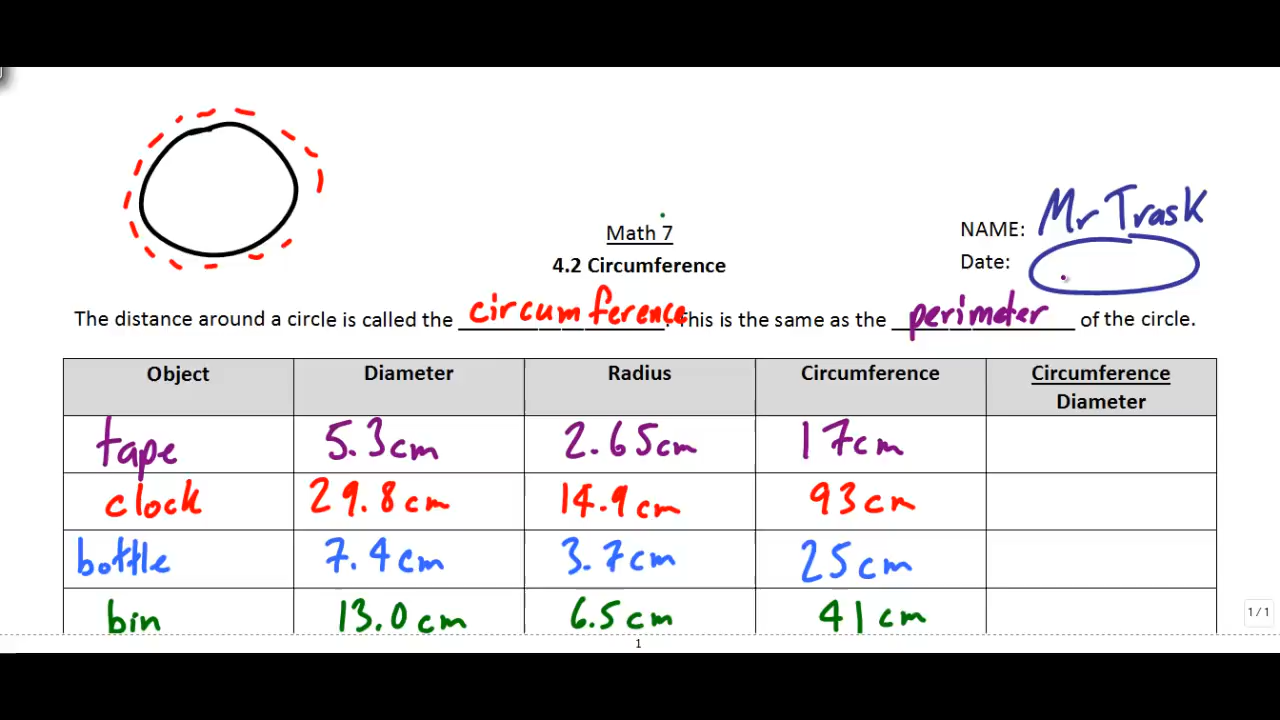 NAME: Mr Trask
Math 7
Date:
4.2 Circumference
The distance around a circle is called the circumference. This is the same as the perimeter of the circle.
Object Diameter Radius Circumference Circumference
Diameter
tape 5.3cm 2.65cm 17cm
clock 29.8cm 14.9cm 93cm
bottle 7.4cm 3.7cm 25cm
bin 13.0cm 6.5cm 41cm
1/1
1